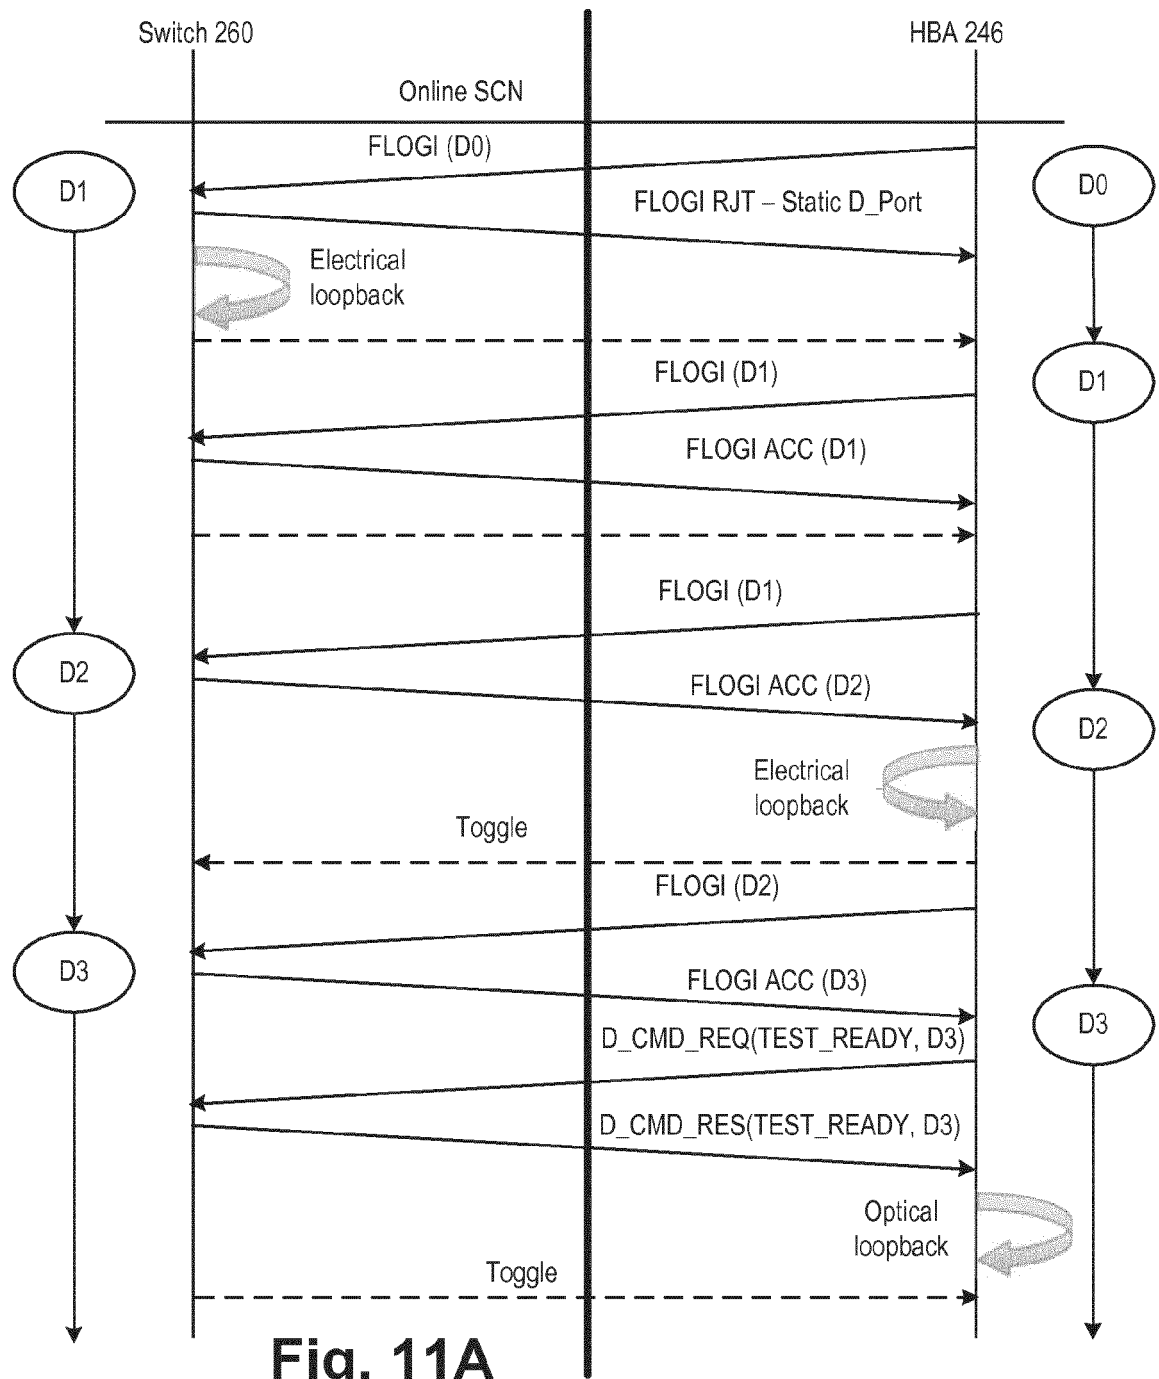 Switch 260
HBA 246
Online SCN
FLOGI (D0)
D1
D0
FLOGI RJT – Static D_Port
Electrical
loopback
FLOGI (D1)
D1
FLOGI ACC (D1)
FLOGI (D1)
D2
FLOGI ACC (D2)
D2
Electrical
loopback
Toggle
FLOGI (D2)
D3
FLOGI ACC (D3)
D3
D_CMD_REQ(TEST_READY, D3)
D_CMD_RES(TEST_READY, D3)
Optical
loopback
Toggle
Fig. 11A